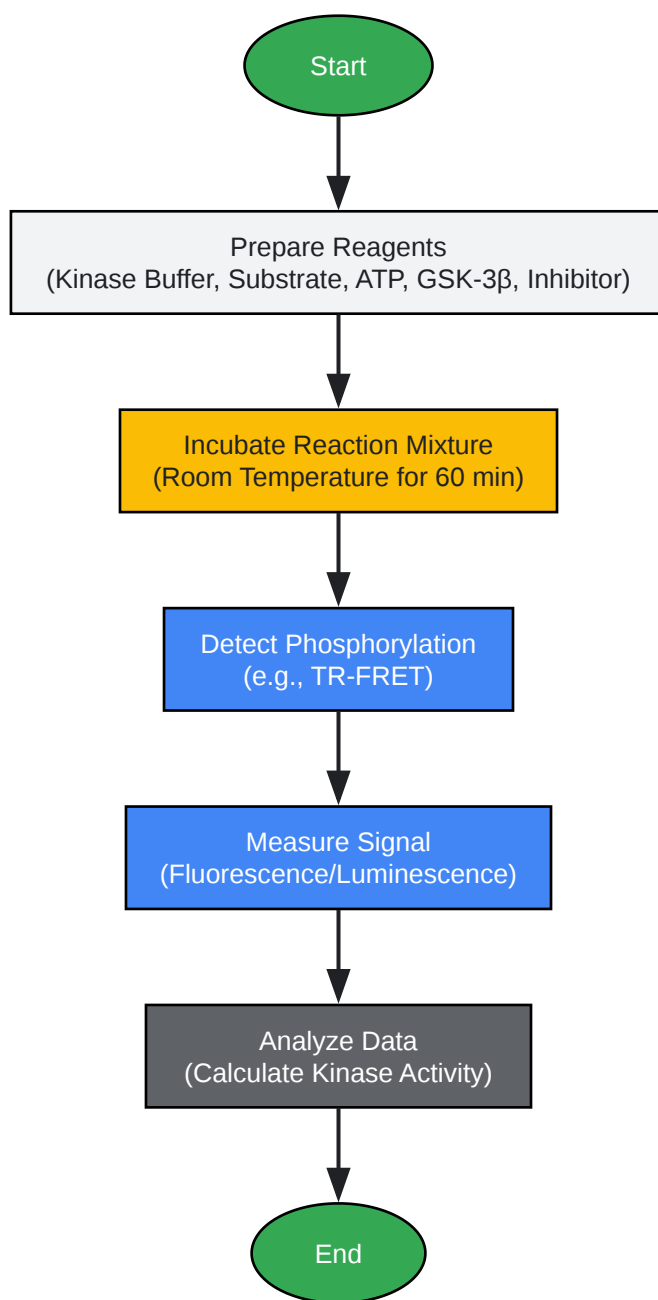 Start
Prepare Reagents
(Kinase Buffer, Substrate, ATP, GSK-3β, Inhibitor)
Incubate Reaction Mixture
(Room Temperature for 60 min)
Detect Phosphorylation
(e.g., TR-FRET)
Measure Signal
(Fluorescence/Luminescence)
Analyze Data
(Calculate Kinase Activity)
End